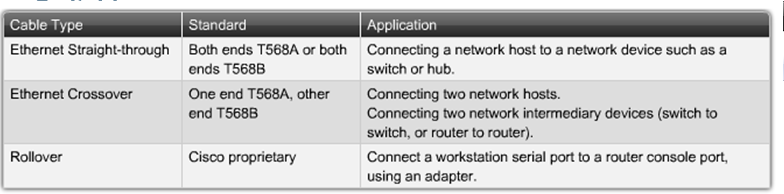 Cable Type Standard Application
Ethernet Straight-through Both ends T568A or both Connecting a network host to a network device such as a
ends T568B switch or hub.
Ethernet Crossover One end T568A, other Connecting two network hosts.
end T568B Connecting two network intermediary devices (switch to
switch, or router to router).
Rollover Cisco proprietary Connect a workstation serial port to a router console port,
using an adapter.